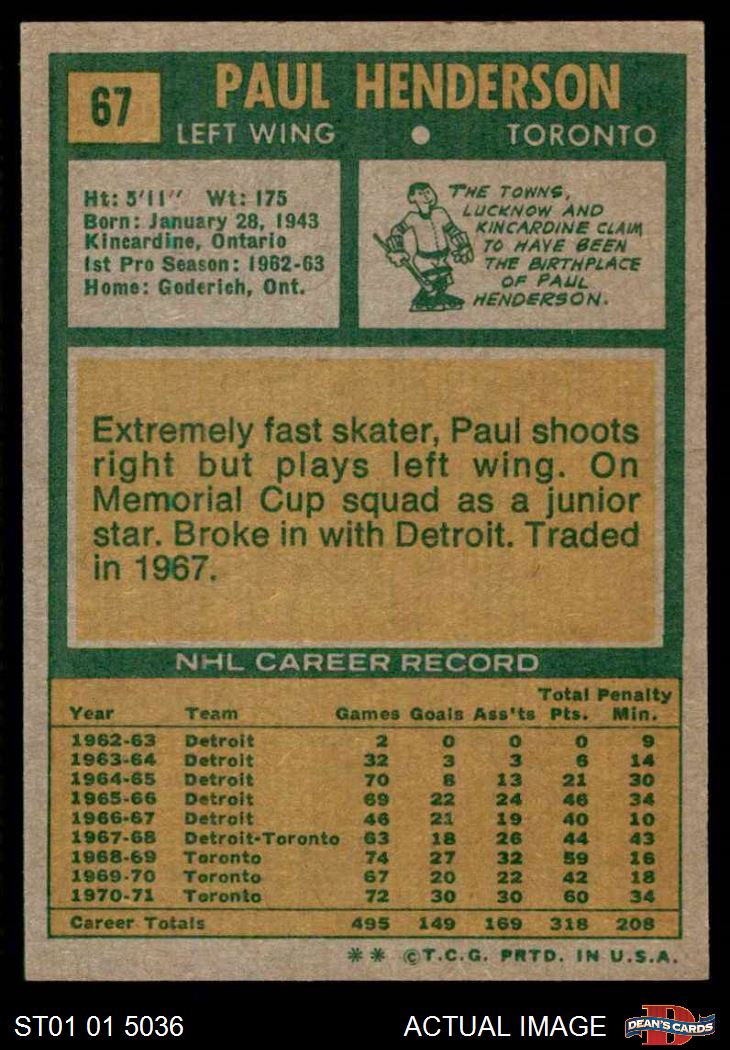 67
PAUL HENDERSON
LEFT WING ● TORONTO
Ht: 5'11" Wt: 175
Born: January 28, 1943
Kincardine, Ontario
1st Pro Season: 1962-63
Home: Goderich, Ont.
THE TOWNS,
LUCKNOW AND
KINCARDINE CLAIM
TO HAVE BEEN
THE BIRTHPLACE
OF PAUL
HENDERSON.
Extremely fast skater, Paul shoots
right but plays left wing. On
Memorial Cup squad as a junior
star. Broke in with Detroit. Traded
in 1967.
NHL CAREER RECORD
Total Penalty
Year Team Games Goals Ass'ts Pts. Min.
1962-63 Detroit 2 0 0 0 9
1963-64 Detroit 32 3 3 6 14
1964-65 Detroit 70 8 13 21 30
1965-66 Detroit 69 22 24 46 34
1966-67 Detroit 46 21 19 40 10
1967-68 Detroit-Toronto 63 18 26 44 43
1968-69 Toronto 74 27 32 59 16
1969-70 Toronto 67 20 22 42 18
1970-71 Toronto 72 30 30 60 34
Career Totals 495 149 169 318 208
** ©T.C.G. PRTD. IN U.S.A.
ST01 01 5036 ACTUAL IMAGE
D
DEAN'S CARDS